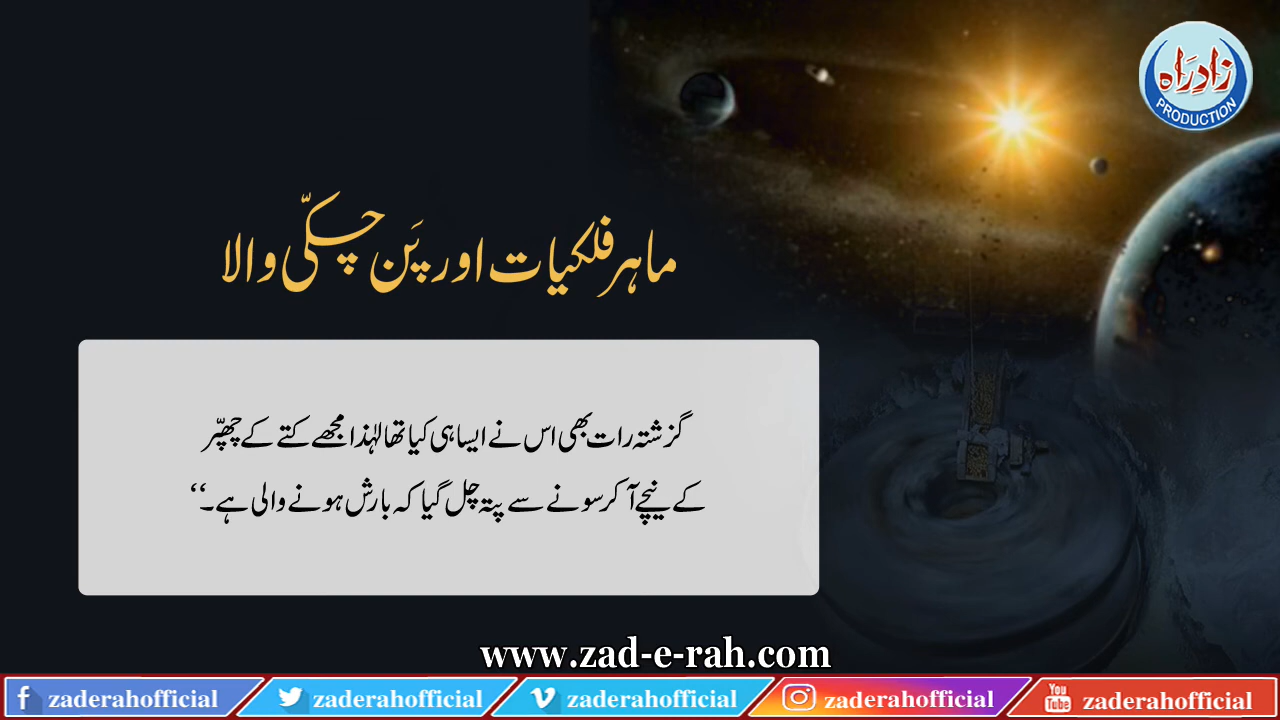 زادِرَاہ
PRODUCTION
ماہر فلکیات اور پَن چکّی والا
گزشتہ رات بھی اس نے ایسا ہی کیا تھا لہٰذا مجھے کتے کے چھپّر
کے نیچے آ کر سونے سے پتہ چل گیا کہ بارش ہونے والی ہے۔‘‘
www.zad-e-rah.com
zaderahofficial
zaderahofficial
zaderahofficial
zaderahofficial
You Tube zaderahofficial